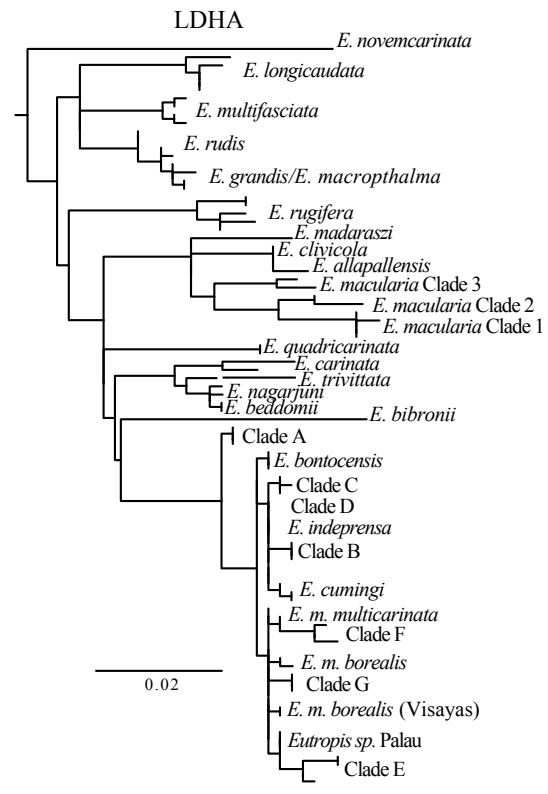 LDHA
E. novemcarinata
E. longicaudata
E. multifasciata
E. rudis
E. grandis/E. macropthalma
E. rugifera
E. madaraszi
E. clivicola
E. allapallensis
E. macularia Clade 3
E. macularia Clade 2
E. macularia Clade 1
E. quadricarinata
E. carinata
E. trivittata
E. nagarjuni
E. beddomii
E. bibronii
Clade A
E. bontocensis
Clade C
Clade D
E. indeprensa
Clade B
E. cumingi
E. m. multicarinata
Clade F
E. m. borealis
0.02
Clade G
E. m. borealis (Visayas)
Eutropis sp. Palau
Clade E